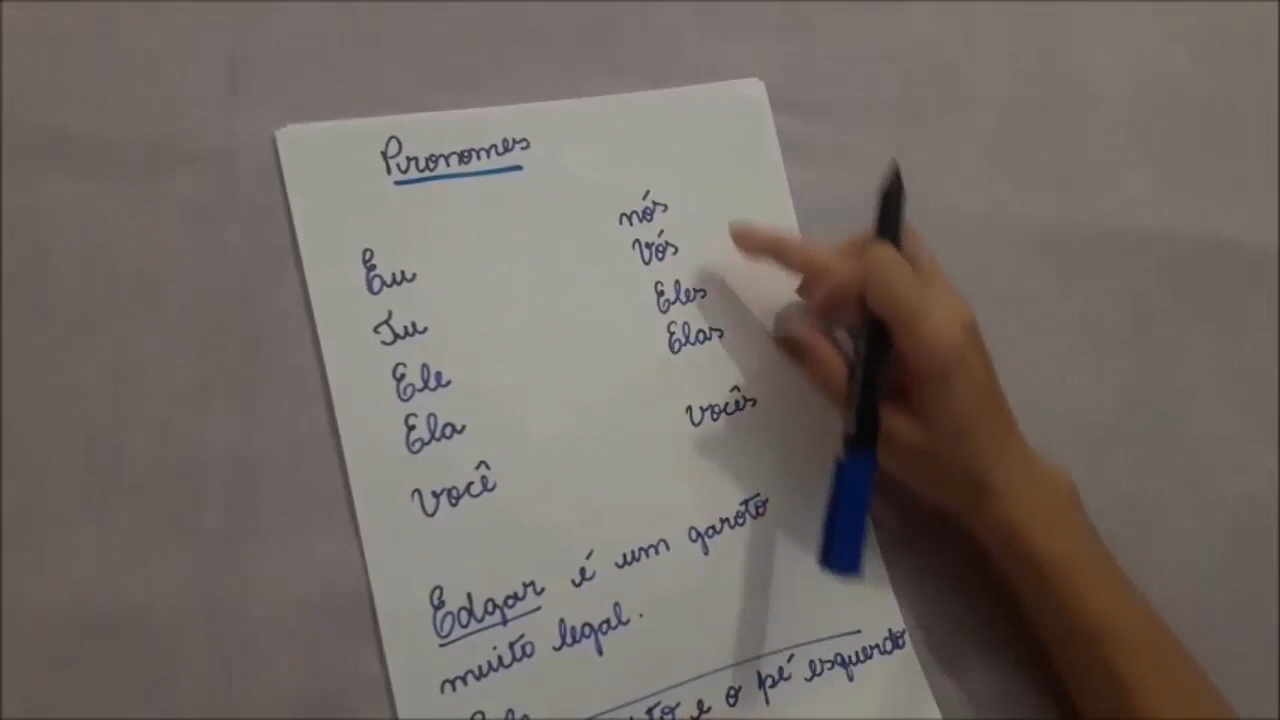 Pronomes
Eu
Tu
Ele
Ela
Você
nós
Vós
Eles
Elas
vocês
Edgar é um garoto
muito legal.
e o pé esquerdo